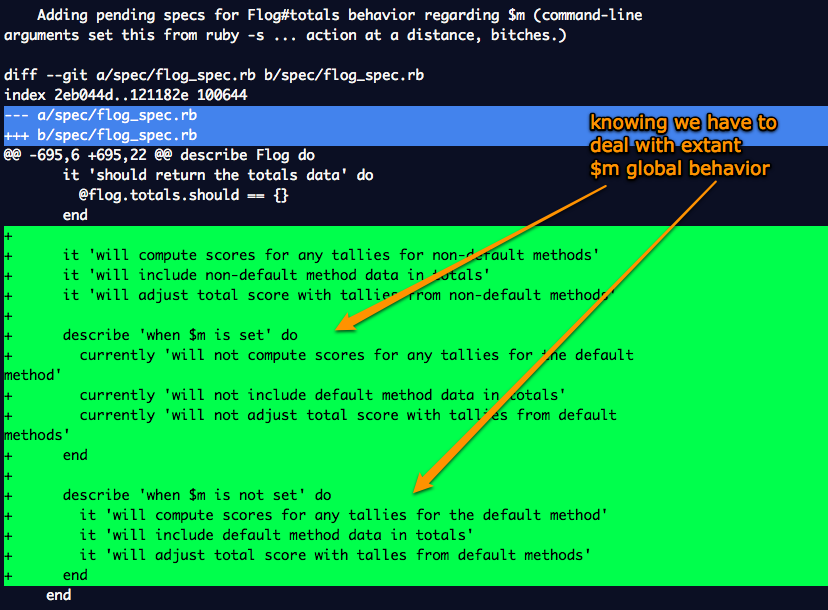 Adding pending specs for Flog#totals behavior regarding $m (command-line
arguments set this from ruby -s ... action at a distance, bitches.)
diff --git a/spec/flog_spec.rb b/spec/flog_spec.rb
index 2eb044d..121182e 100644
--- a/spec/flog_spec.rb
+++ b/spec/flog_spec.rb
@@ -695,6 +695,22 @@ describe Flog do
       it 'should return the totals data' do
         @flog.totals.should == {}
       end
+
+      it 'will compute scores for any tallies for non-default methods'
+      it 'will include non-default method data in totals'
+      it 'will adjust total score with tallies from non-default methods'
+
+      describe 'when $m is set' do
+        currently 'will not compute scores for any tallies for the default
method'
+        currently 'will not include default method data in totals'
+        currently 'will not adjust total score with tallies from default
methods'
+      end
+
+      describe 'when $m is not set' do
+        it 'will compute scores for any tallies for the default method'
+        it 'will include default method data in totals'
+        it 'will adjust total score with talles from default methods'
+      end
     end
knowing we have to
deal with extant
$m global behavior